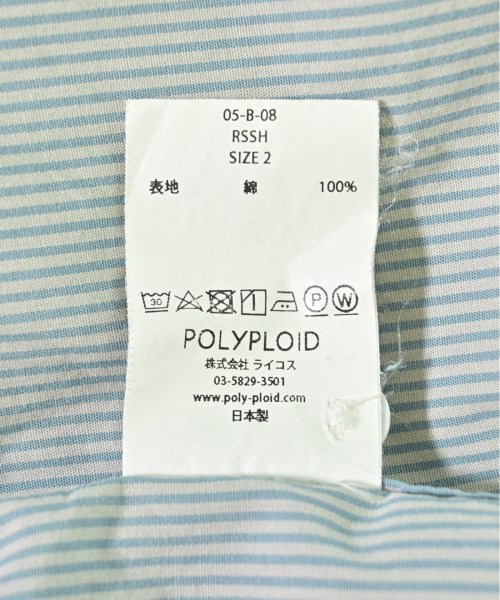 05-B-08
RSSH
SIZE 2
表地 綿 100%
30 P W
POLYPLOID
株式会社 ライコス
03-5829-3501
www.poly-ploid.com
日本製